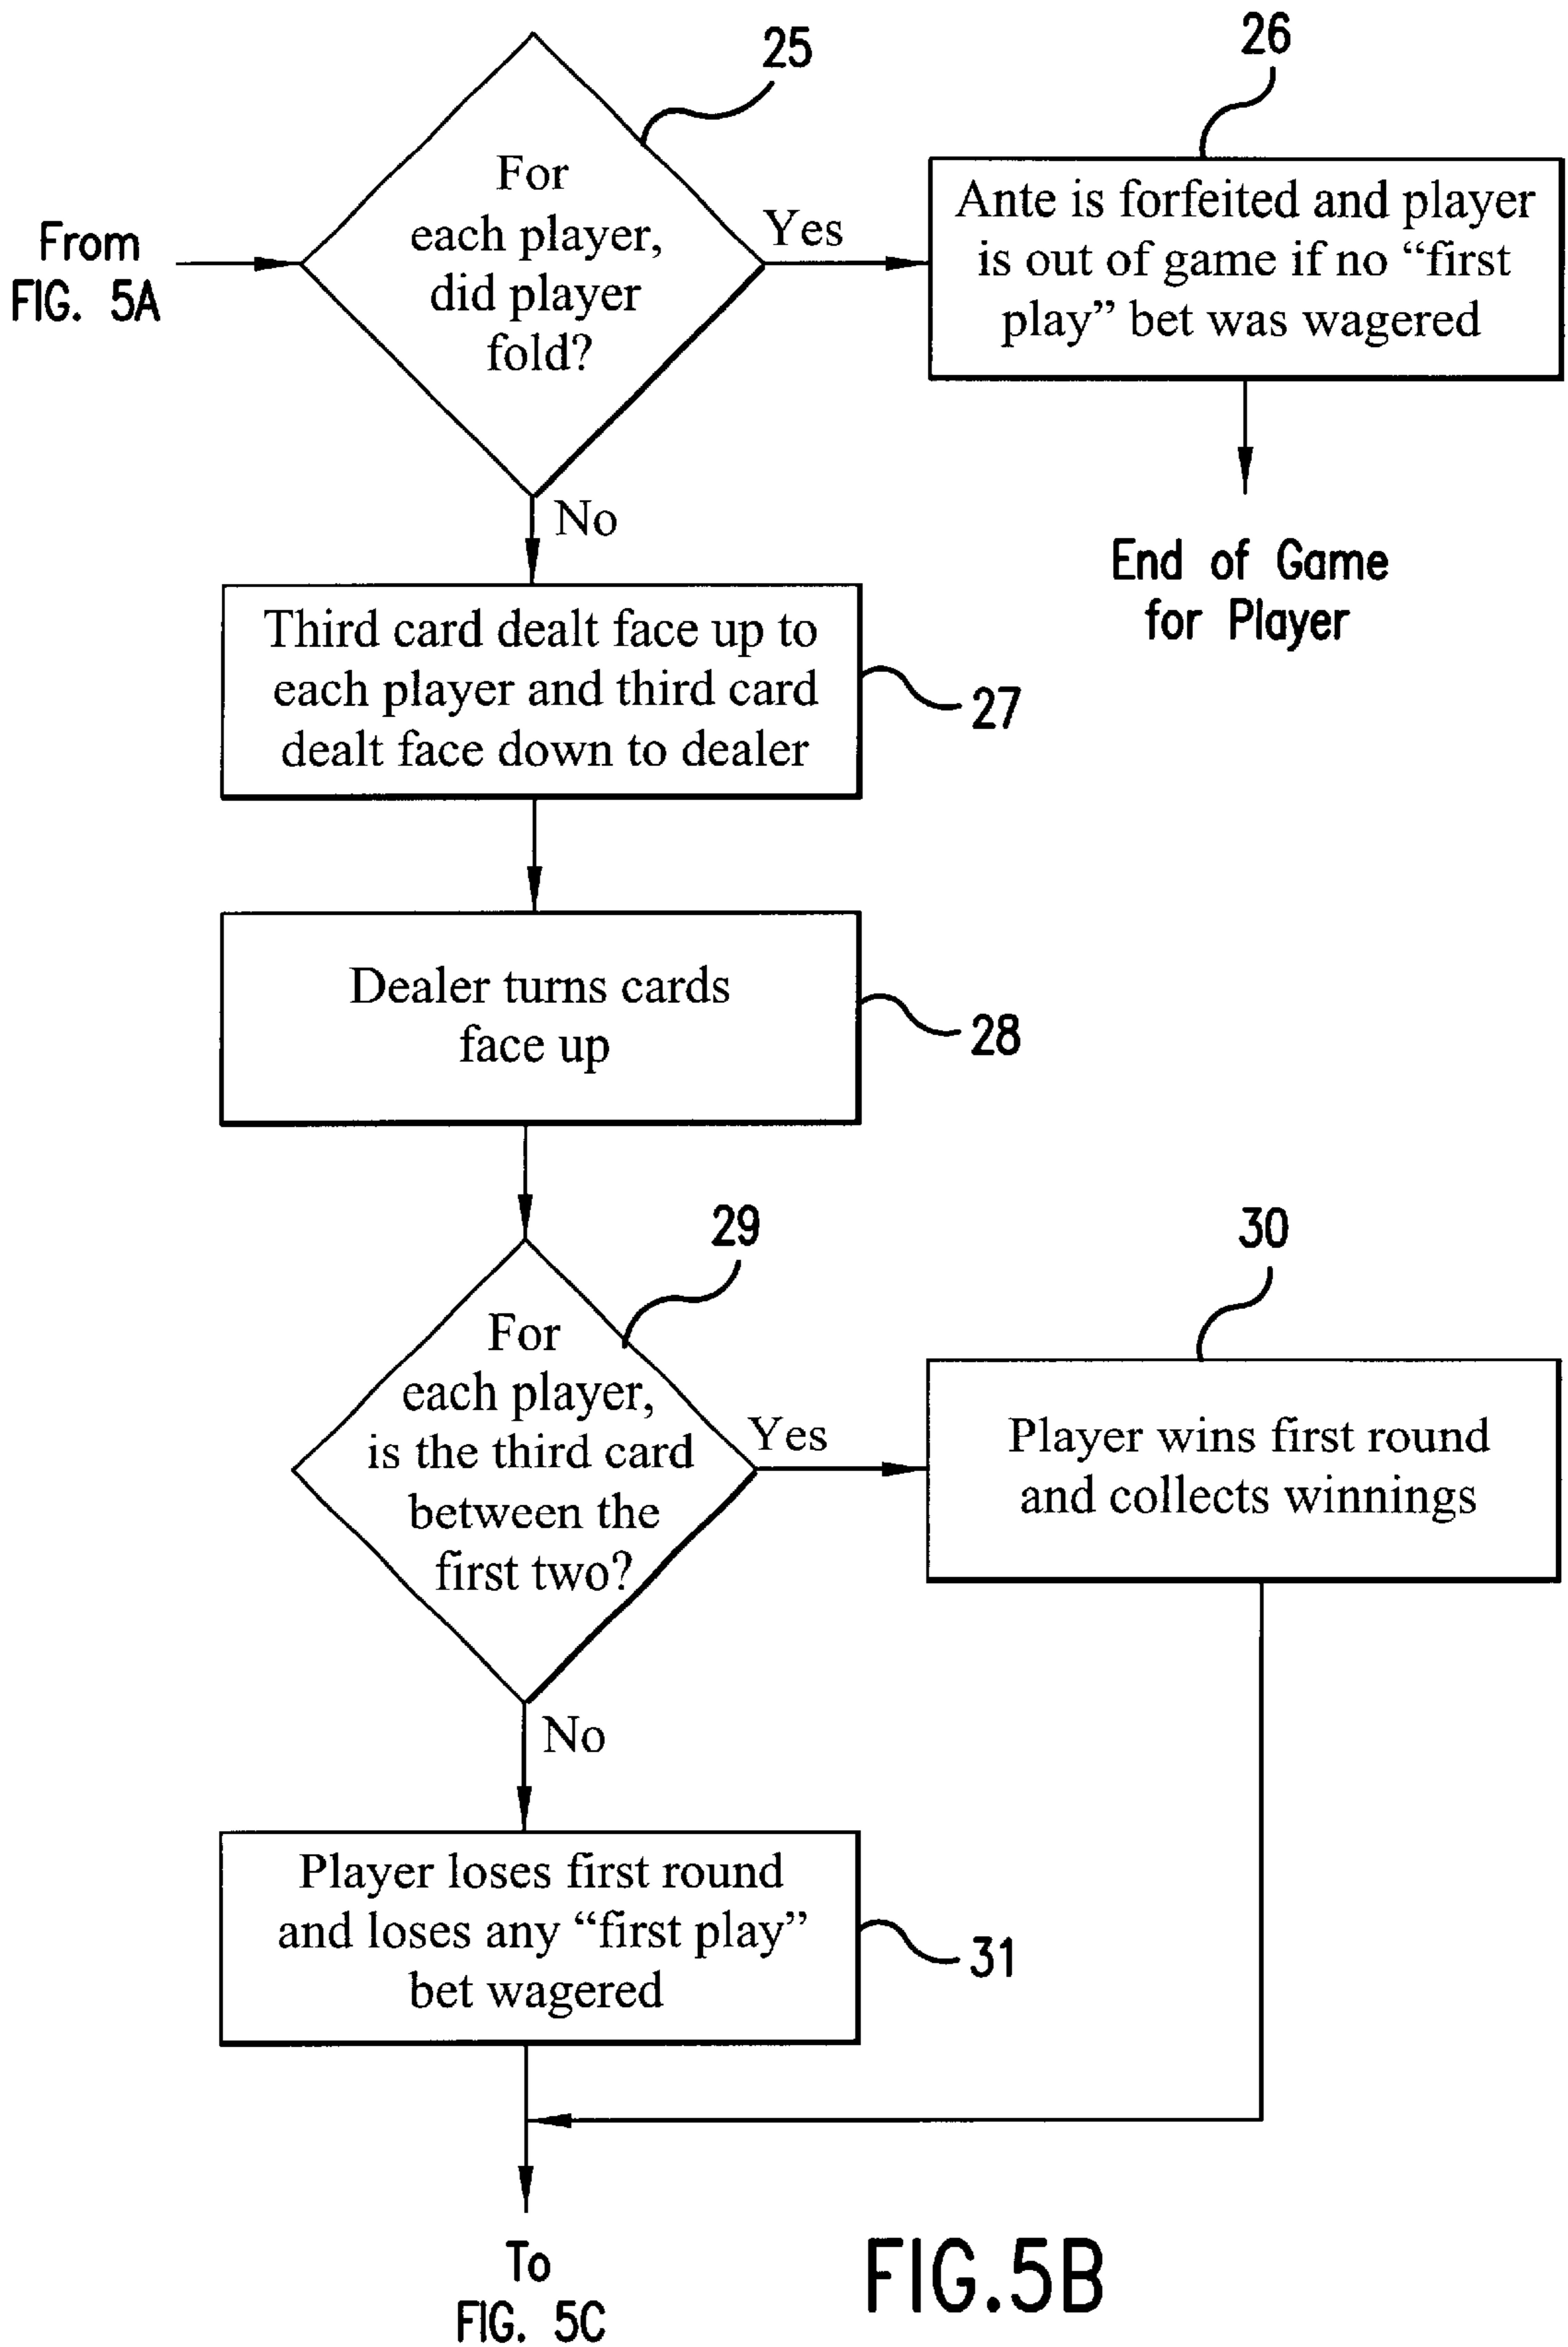 25
26
For
each player,
did player
fold?
From
FIG. 5A
Yes
Ante is forfeited and player
is out of game if no “first
play” bet was wagered
No
End of Game
for Player
Third card dealt face up to
each player and third card
dealt face down to dealer
27
Dealer turns cards
face up
28
29
30
For
each player,
is the third card
between the
first two?
Yes
Player wins first round
and collects winnings
No
Player loses first round
and loses any “first play”
bet wagered
31
To
FIG. 5C
FIG.5B